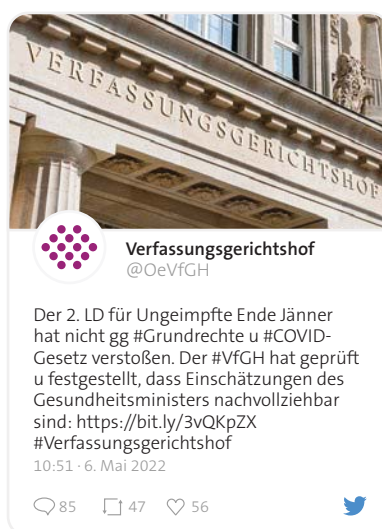 VERFASSUNGSGERICHTSHOF
Verfassungsgerichtshof
@OeVfGH
Der 2. LD für Ungeimpfte Ende Jänner
hat nicht gg #Grundrechte u #COVID-
Gesetz verstoßen. Der #VfGH hat geprüft
u festgestellt, dass Einschätzungen des
Gesundheitsministers nachvollziehbar
sind: https://bit.ly/3vQKpZX
#Verfassungsgerichtshof
10:51 · 6. Mai 2022
85 47 56